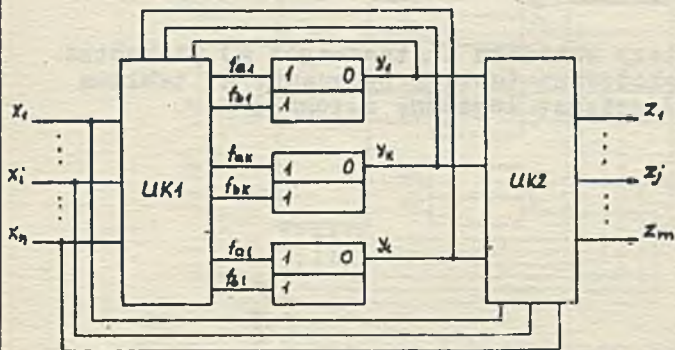 fa1 1 0 y1
x1 fb1 1 z1
fak 1 0 yk
xi UK1 fbk 1 UK2 zj
xn fal 1 0 yl zm
fbl 1